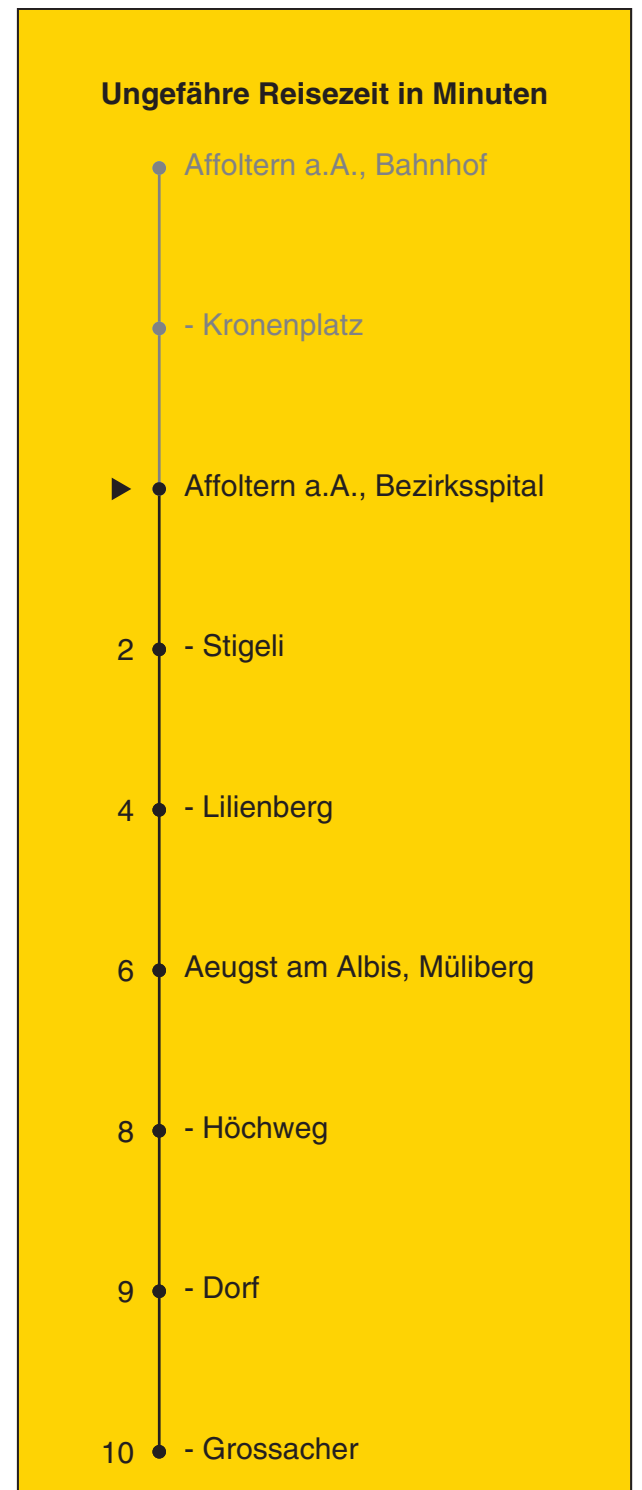 Ungefähre Reisezeit in Minuten
Affoltern a.A., Bahnhof
- Kronenplatz
Affoltern a.A., Bezirksspital
2 - Stigeli
4 - Lilienberg
6 Aeugst am Albis, Müliberg
8 - Höchweg
9 - Dorf
10 - Grossacher